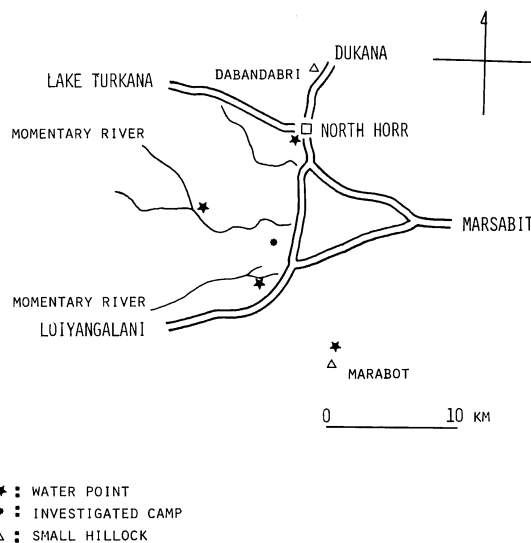 4
DUKANA
DABANDABRI
LAKE TURKANA
MOMENTARY RIVER
NORTH HORR
MARSABIT
MOMENTARY RIVER
LOIYANGALANI
MARABOT
0 10 KM
★ : WATER POINT
• : INVESTIGATED CAMP
△ : SMALL HILLOCK